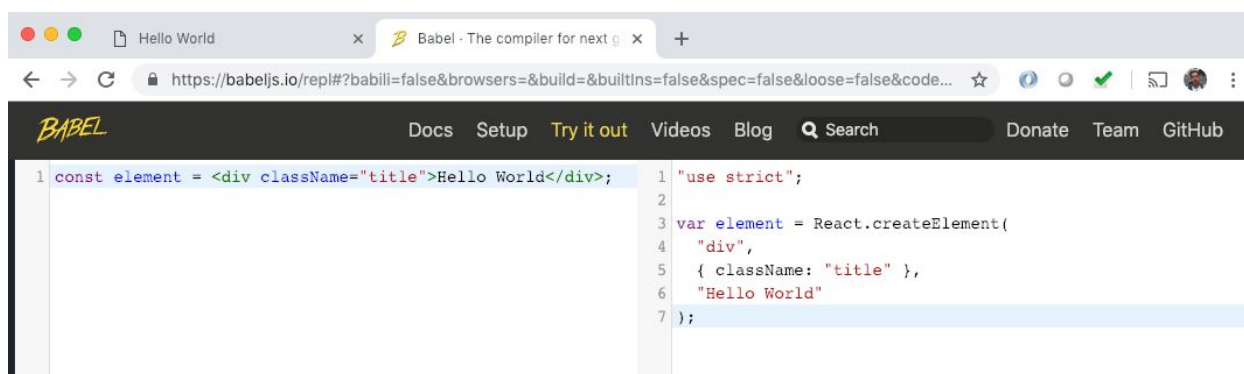 Hello World
Babel · The compiler for next g
https://babeljs.io/repl#?babili=false&browsers=&build=&builtIns=false&spec=false&loose=false&code...
BABEL Docs Setup Try it out Videos Blog Search Donate Team GitHub
1 const element = <div className="title">Hello World</div>;
1 "use strict";
2
3 var element = React.createElement(
4 "div",
5 { className: "title" },
6 "Hello World"
7 );